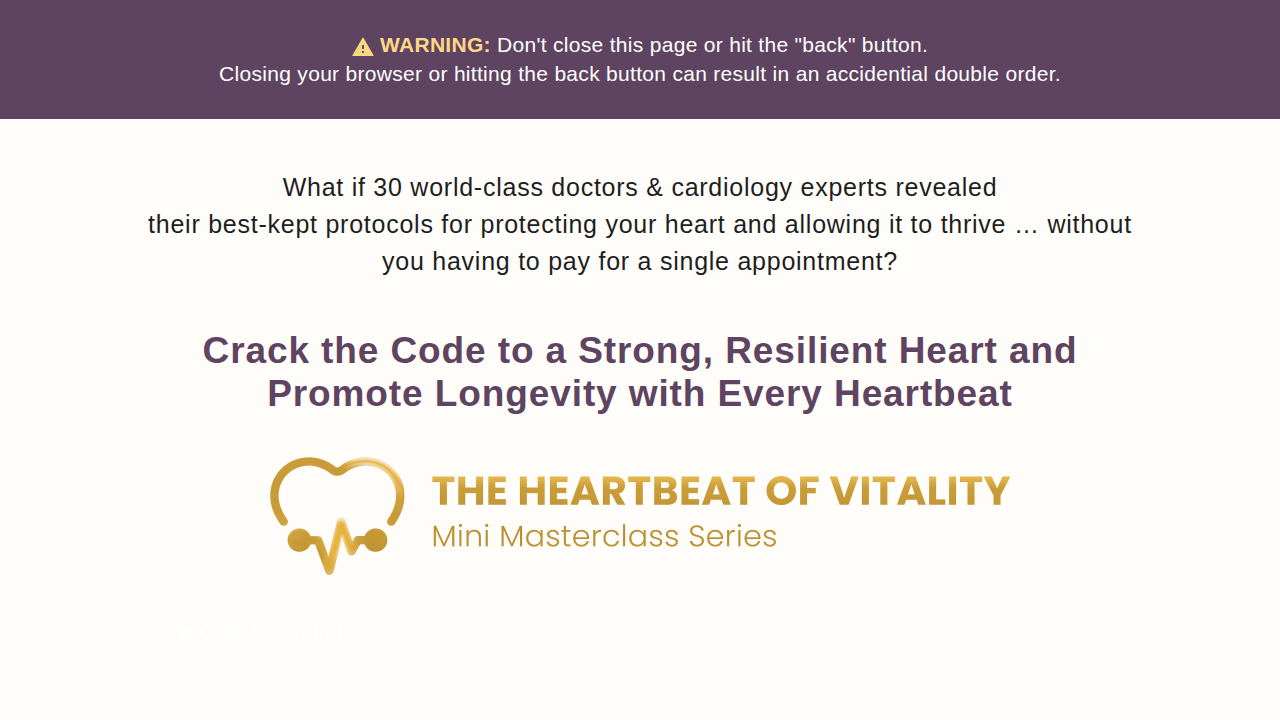 WARNING: Don't close this page or hit the "back" button.
Closing your browser or hitting the back button can result in an accidential double order.
What if 30 world-class doctors & cardiology experts revealed
their best-kept protocols for protecting your heart and allowing it to thrive … without
you having to pay for a single appointment?
Crack the Code to a Strong, Resilient Heart and
Promote Longevity with Every Heartbeat
THE HEARTBEAT OF VITALITY
Mini Masterclass Series